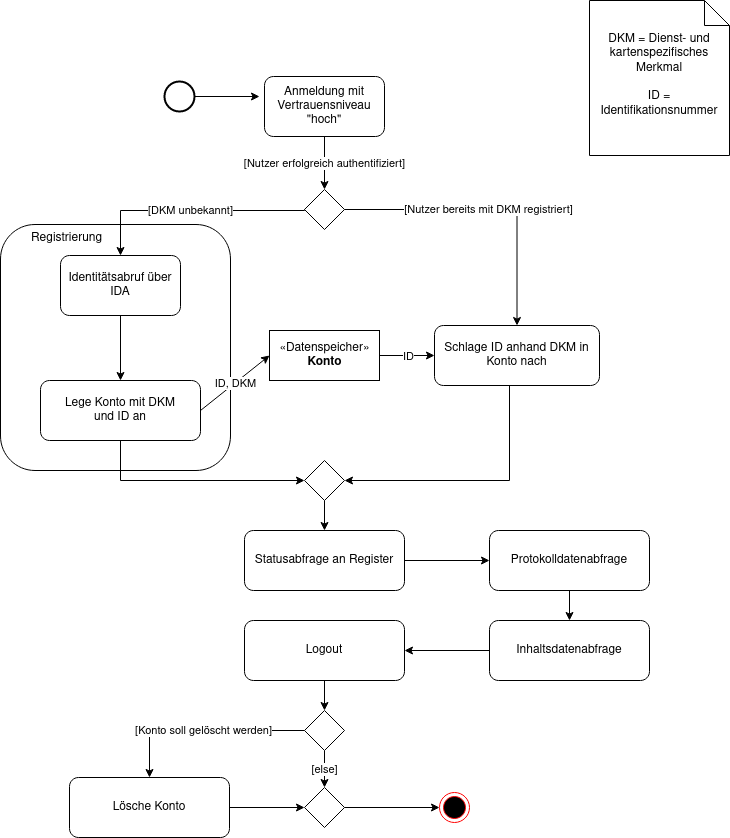 DKM = Dienst- und
kartenspezifisches
Merkmal
ID =
Identifikationsnummer
Anmeldung mit
Vertrauensniveau
"hoch"
[Nutzer erfolgreich authentifiziert]
[DKM unbekannt]
[Nutzer bereits mit DKM registriert]
Registrierung
Identitätsabruf über
IDA
«Datenspeicher»
Konto
ID
Schlage ID anhand DKM in
Konto nach
ID, DKM
Lege Konto mit DKM
und ID an
Statusabfrage an Register
Protokolldatenabfrage
Logout
Inhaltsdatenabfrage
[Konto soll gelöscht werden]
[else]
Lösche Konto